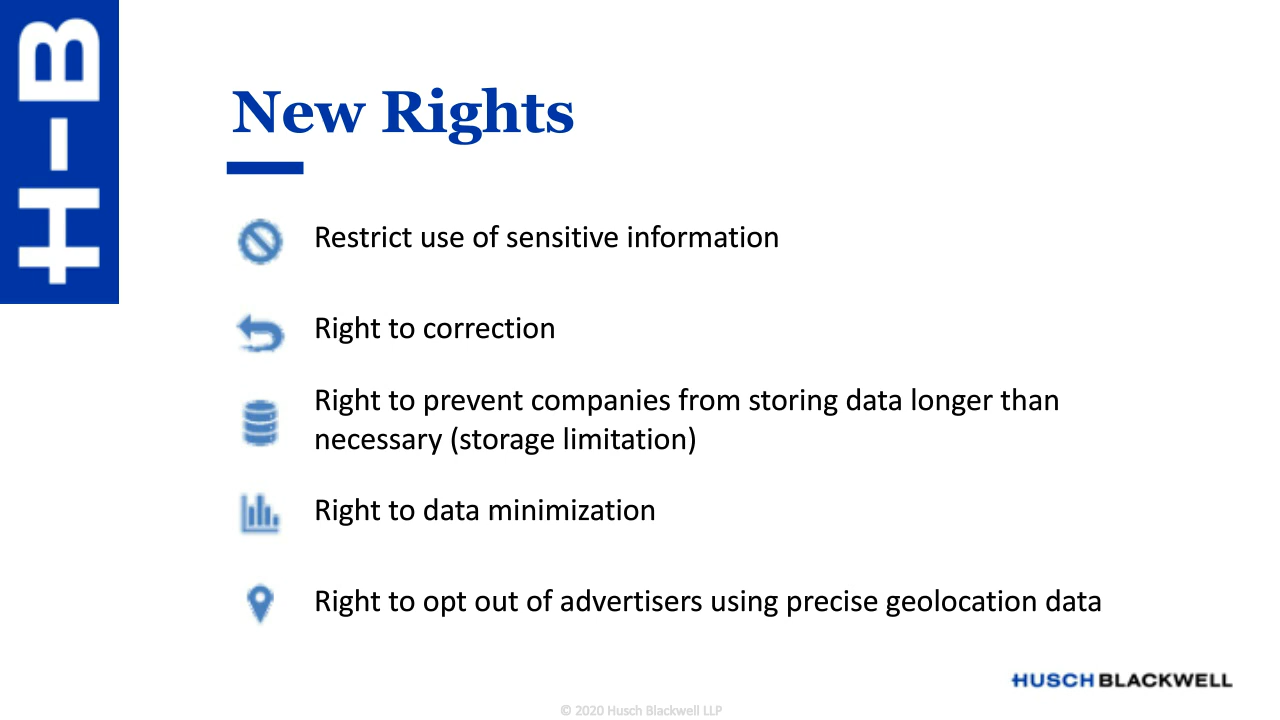 H-B
New Rights
Restrict use of sensitive information
Right to correction
Right to prevent companies from storing data longer than
necessary (storage limitation)
Right to data minimization
Right to opt out of advertisers using precise geolocation data
HUSCH BLACKWELL
© 2020 Husch Blackwell LLP